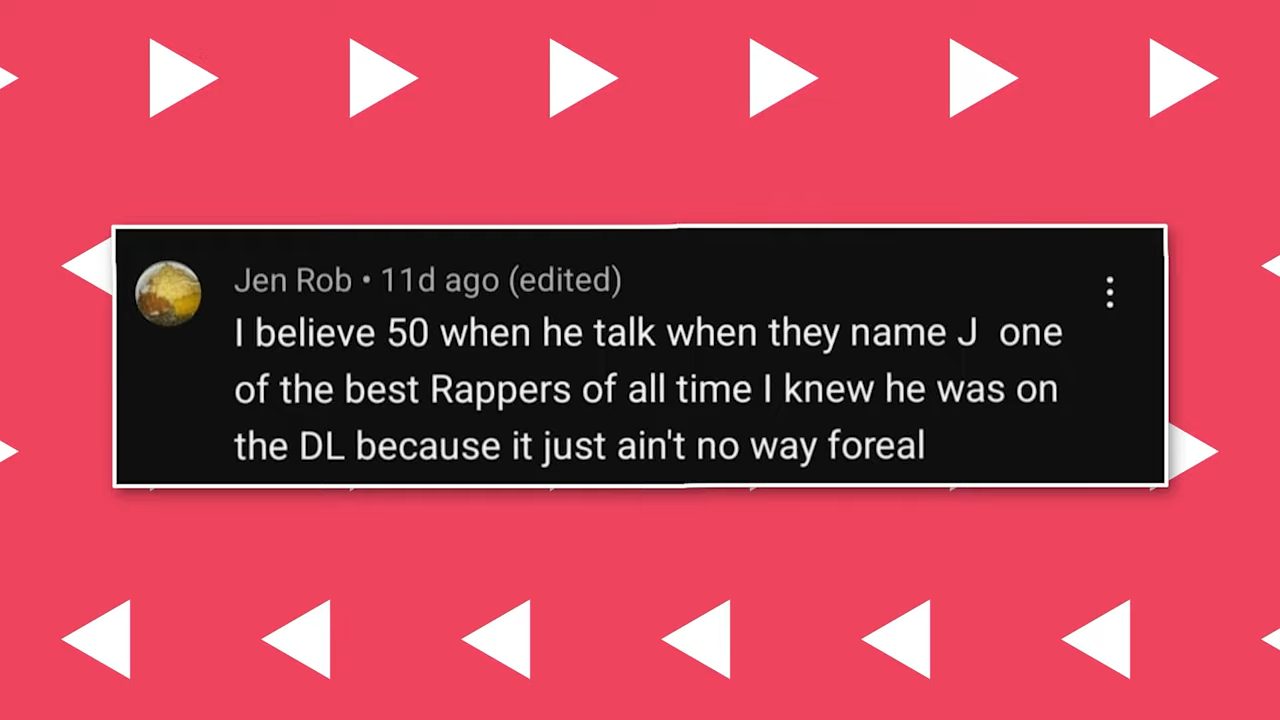 Jen Rob • 11d ago (edited)
I believe 50 when he talk when they name J  one
of the best Rappers of all time I knew he was on
the DL because it just ain't no way foreal